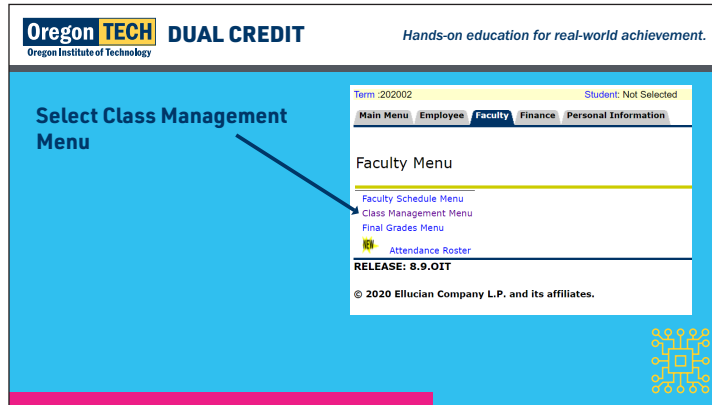 Oregon TECH
Oregon Institute of Technology
DUAL CREDIT
Hands-on education for real-world achievement.
Select Class Management
Menu
Term :202002 Student: Not Selected
Main Menu Employee Faculty Finance Personal Information
Faculty Menu
Faculty Schedule Menu
Class Management Menu
Final Grades Menu
NEW Attendance Roster
RELEASE: 8.9.OIT
© 2020 Ellucian Company L.P. and its affiliates.